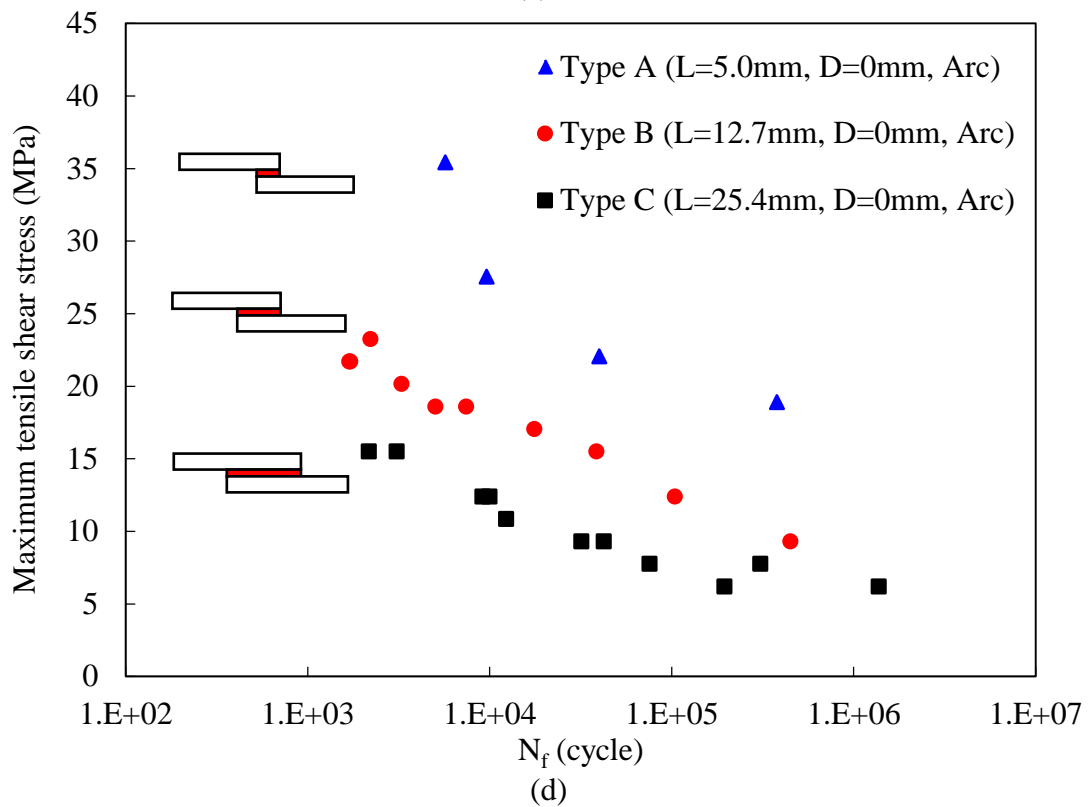 45
40
35
30
25
20
15
10
5
0
Maximum tensile shear stress (MPa)
Type A (L=5.0mm, D=0mm, Arc)
Type B (L=12.7mm, D=0mm, Arc)
Type C (L=25.4mm, D=0mm, Arc)
1.E+02 1.E+03 1.E+04 1.E+05 1.E+06 1.E+07
N_f (cycle)
(d)